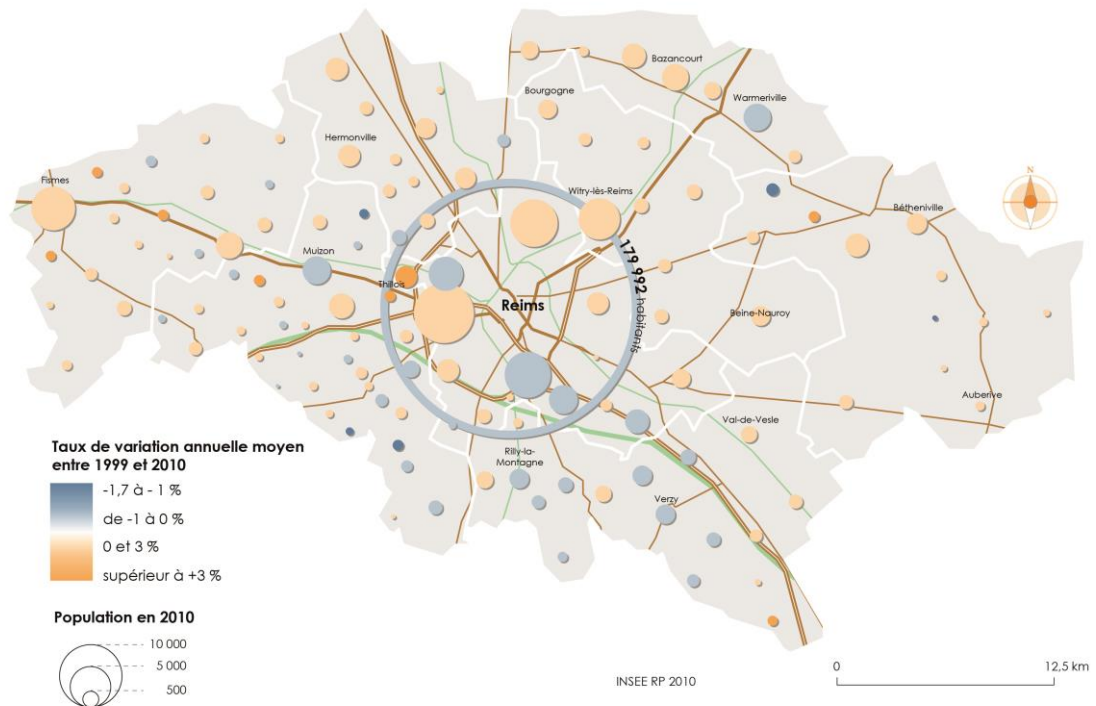 Bazancourt
Bourgogne
Warmeriville
Hermonville
Fismes
Witry-lès-Reims
Bétheniville
N
Muizon
Thillois
Reims
179 992 habitants
Beine-Nauroy
Auberive
Val-de-Vesle
Rilly-la-
Montagne
Verzy
Taux de variation annuelle moyen
entre 1999 et 2010
-1,7 à - 1 %
de -1 à 0 %
0 et 3 %
supérieur à +3 %
Population en 2010
10 000
5 000
500
INSEE RP 2010
0
12,5 km